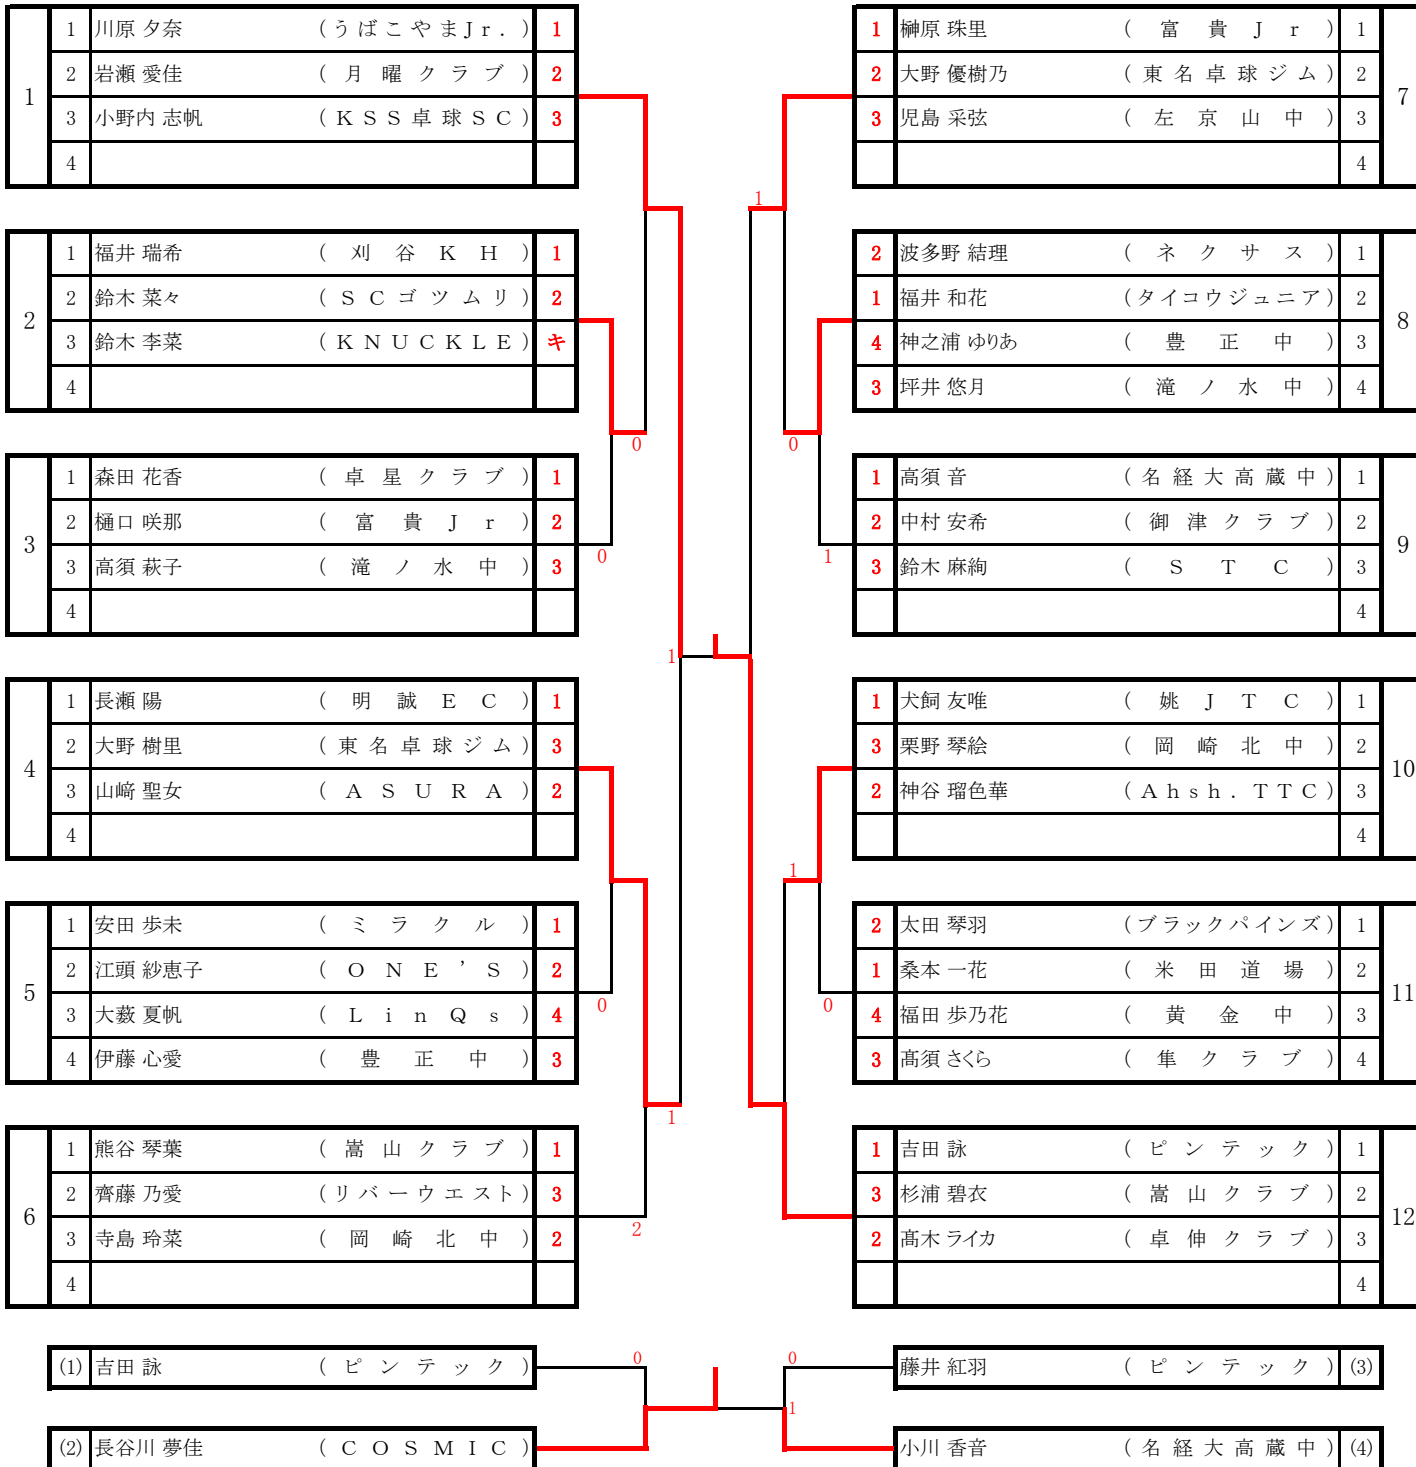 1
1 川原 夕奈 (うばこやまJr.) 1
2 岩瀬 愛佳 (月曜クラブ) 2
3 小野内 志帆 (KSS卓球SC) 3
4
2
1 福井 瑞希 (刈谷KH) 1
2 鈴木 菜々 (SCゴツムリ) 2
3 鈴木 李菜 (KNUCKLE) キ
4
0
3
1 森田 花香 (卓星クラブ) 1
2 樋口 咲那 (富貴Jr) 2
3 高須 萩子 (滝ノ水中) 3
4
0
1
4
1 長瀬 陽 (明誠EC) 1
2 大野 樹里 (東名卓球ジム) 3
3 山﨑 聖女 (ASURA) 2
4
5
1 安田 歩未 (ミラクル) 1
2 江頭 紗恵子 (ONE'S) 2
3 大薮 夏帆 (LinQs) 4
4 伊藤 心愛 (豊正中) 3
0
1
6
1 熊谷 琴葉 (嵩山クラブ) 1
2 齊藤 乃愛 (リバーウエスト) 3
3 寺島 玲菜 (岡崎北中) 2
4
2
7
1 榊原 珠里 (富貴Jr) 1
2 大野 優樹乃 (東名卓球ジム) 2
3 児島 采弦 (左京山中) 3
4
1
8
2 波多野 結理 (ネクサス) 1
1 福井 和花 (タイコウジュニア) 2
4 神之浦 ゆりあ (豊正中) 3
3 坪井 悠月 (滝ノ水中) 4
0
9
1 高須 音 (名経大高蔵中) 1
2 中村 安希 (御津クラブ) 2
3 鈴木 麻絢 (STC) 3
4
1
10
1 犬飼 友唯 (姚JTC) 1
3 栗野 琴絵 (岡崎北中) 2
2 神谷 瑠色華 (Ahsh.TTC) 3
4
1
11
2 太田 琴羽 (ブラックパインズ) 1
1 桑本 一花 (米田道場) 2
4 福田 歩乃花 (黄金中) 3
3 髙須 さくら (隼クラブ) 4
0
12
1 吉田 詠 (ピンテック) 1
3 杉浦 碧衣 (嵩山クラブ) 2
2 髙木 ライカ (卓伸クラブ) 3
4
(1) 吉田 詠 (ピンテック) 0
0 藤井 紅羽 (ピンテック) (3)
1
(2) 長谷川 夢佳 (COSMIC)
小川 香音 (名経大高蔵中) (4)